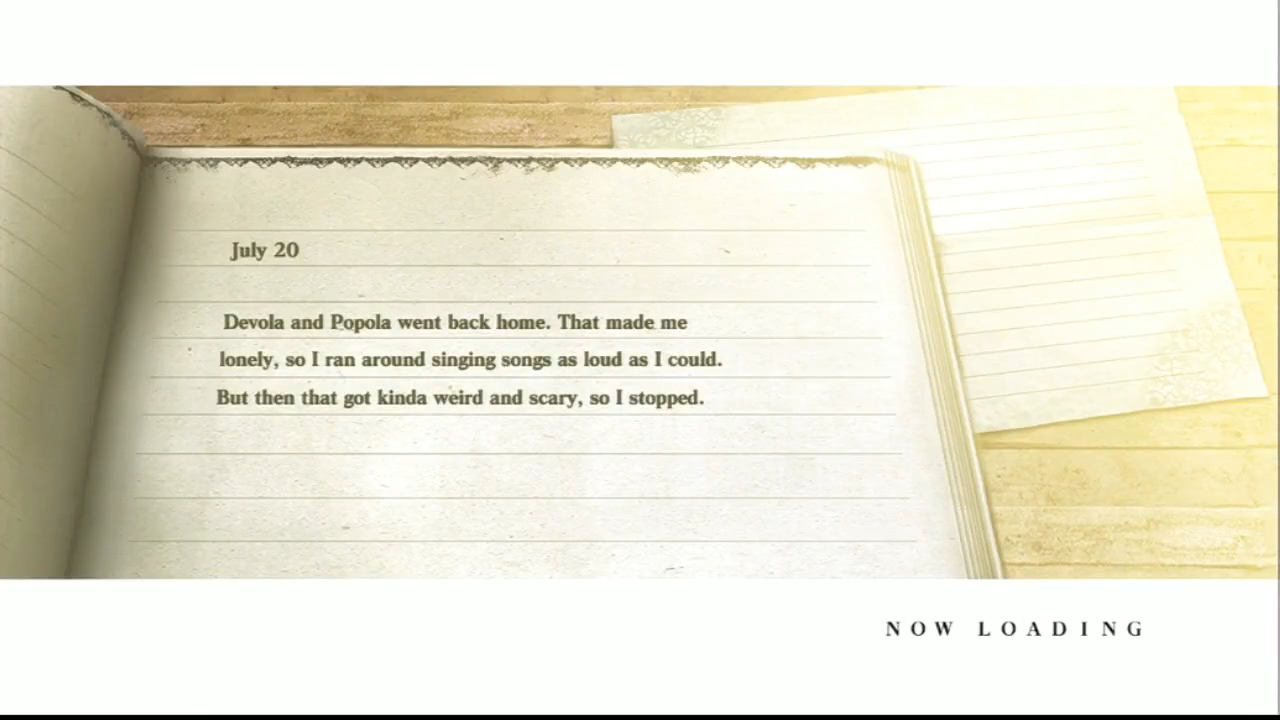 July 20
Devola and Popola went back home. That made me
lonely, so I ran around singing songs as loud as I could.
But then that got kinda weird and scary, so I stopped.
NOW LOADING